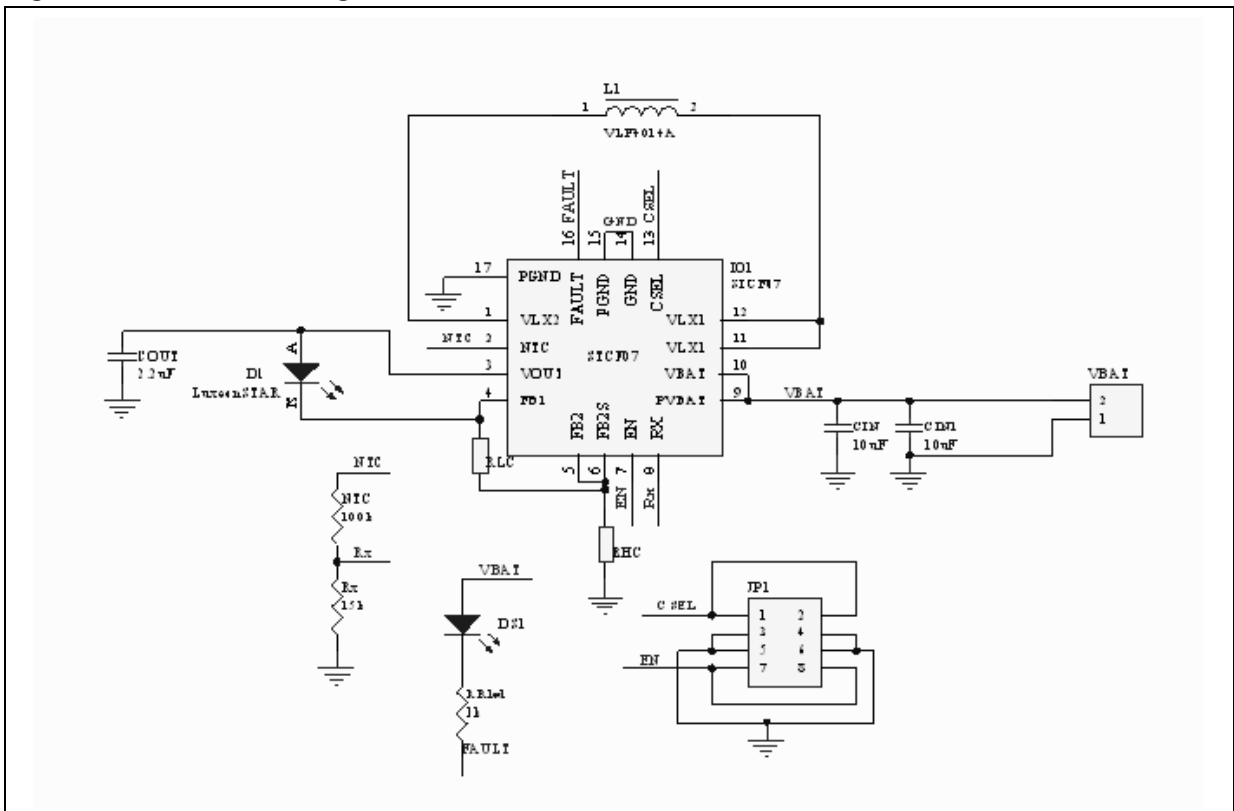 L1
1 2
VLF4014A
16 FAULT
15
GND
14
13 CSEL
IO1
STCF07
17 PGND
FAULT
PGND
GND
CSEL
1 VLX2
VLX1 12
NTC 2 NTC
VLX1 11
STCF07
3 VOUT
VBAT 10
4 FB1
PVBAT 9
VBAT
VBAT
2
1
FB2
FB2S
EN
RX
5
6
EN 7
Rx 8
COUT
2.2uF
A
D1
LuxeonSTAR
K
RLC
CIN
10uF
CIN1
10uF
NTC
NTC
100k
Rx
Rx
15k
RHC
VBAT
DS1
RRled
1k
FAULT
JP1
CSEL
1 2
3 4
5 6
EN
7 8